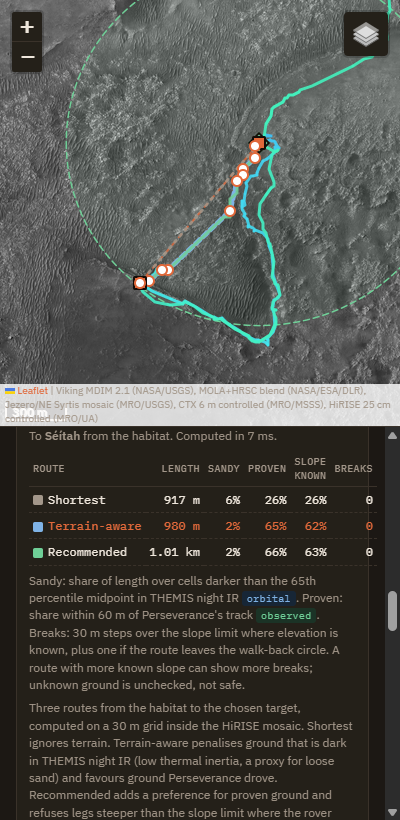 +
−
Leaflet | Viking MDIM 2.1 (NASA/USGS), MOLA+HRSC blend (NASA/ESA/DLR),
Jezero/NE Syrtis mosaic (MRO/USGS), CTX 6 m controlled (MRO/MSSS), HiRISE 25 cm
controlled (MRO/UA)
To Séítah from the habitat. Computed in 7 ms.
ROUTE LENGTH SANDY PROVEN SLOPE KNOWN BREAKS
Shortest 917 m 6% 26% 26% 0
Terrain-aware 980 m 2% 65% 62% 0
Recommended 1.01 km 2% 66% 63% 0
Sandy: share of length over cells darker than the 65th
percentile midpoint in THEMIS night IR orbital . Proven:
share within 60 m of Perseverance's track observed .
Breaks: 30 m steps over the slope limit where elevation is
known, plus one if the route leaves the walk-back circle. A
route with more known slope can show more breaks;
unknown ground is unchecked, not safe.
Three routes from the habitat to the chosen target,
computed on a 30 m grid inside the HiRISE mosaic. Shortest
ignores terrain. Terrain-aware penalises ground that is dark
in THEMIS night IR (low thermal inertia, a proxy for loose
sand) and favours ground Perseverance drove.
Recommended adds a preference for proven ground and
refuses legs steeper than the slope limit where the rover